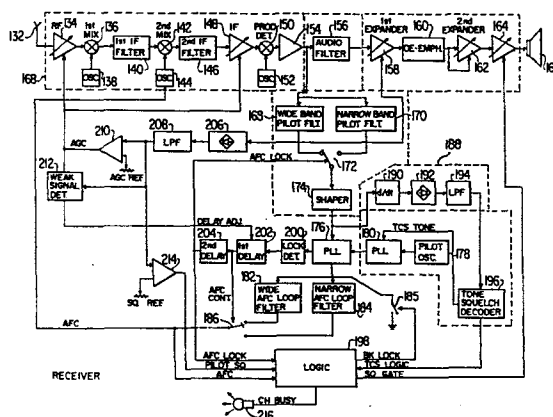 RF 134
1st MIX 136
2nd MIX 142
148 IF
PROD. DET. 150
154
156
1st EXPANDER
160
2nd EXPANDER
164
132
1st IF FILTER
2nd IF FILTER
AUDIO FILTER
DE-EMPH.
168
OSC 138
140
OSC 144
146
OSC 152
158
162
WIDE BAND PILOT FILT.
NARROW BAND PILOT FILT.
170
188
210
208
206
AGC
LPF
AFC LOCK
172
190
192
194
212
AGC REF
174
SHAPER
LPF
WEAK SIGNAL DET.
DELAY ADJ.
176
TCS TONE
204
202
200
180
2nd DELAY
1st DELAY
LOCK DET.
PLL
PLL
PILOT OSC.
178
214
182
196
SQ REF
AFC CONT.
WIDE AFC LOOP FILTER
NARROW AFC LOOP FILTER
184
185
TONE SQUELCH DECODER
186
AFC
198
AFC LOCK
PILOT SQ
AFC
LOGIC
BK LOCK
TCS LOGIC
SQ GATE
RECEIVER
CH BUSY
216